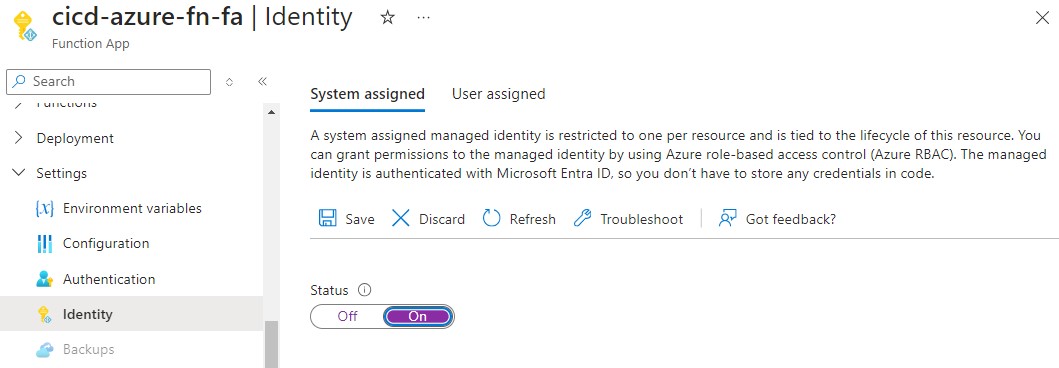 cicd-azure-fn-fa | Identity
Function App
Search
Functions
Deployment
Settings
{x} Environment variables
Configuration
Authentication
Identity
Backups
System assigned User assigned
A system assigned managed identity is restricted to one per resource and is tied to the lifecycle of this resource. You
can grant permissions to the managed identity by using Azure role-based access control (Azure RBAC). The managed
identity is authenticated with Microsoft Entra ID, so you don’t have to store any credentials in code.
Save Discard Refresh Troubleshoot Got feedback?
Status
Off On